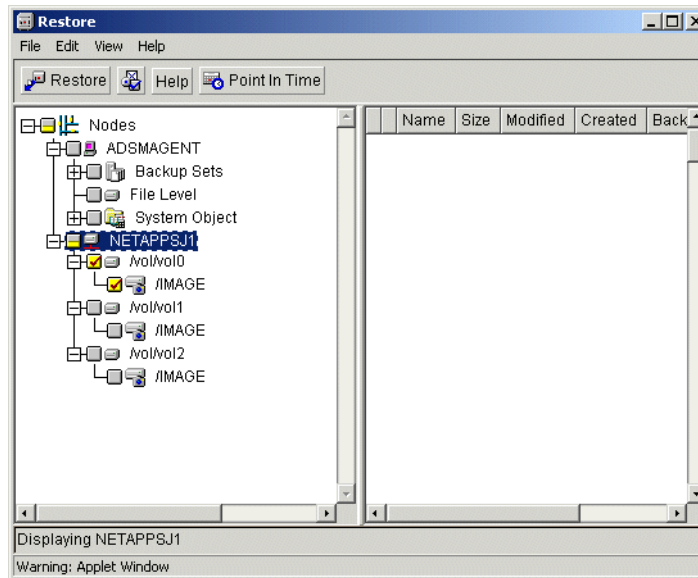 Restore
File Edit View Help
Restore Help Point In Time
Name Size Modified Created Back
Nodes
ADSMAGENT
Backup Sets
File Level
System Object
NETAPPSJ1
/vol/vol0
/IMAGE
/vol/vol1
/IMAGE
/vol/vol2
/IMAGE
Displaying NETAPPSJ1
Warning: Applet Window